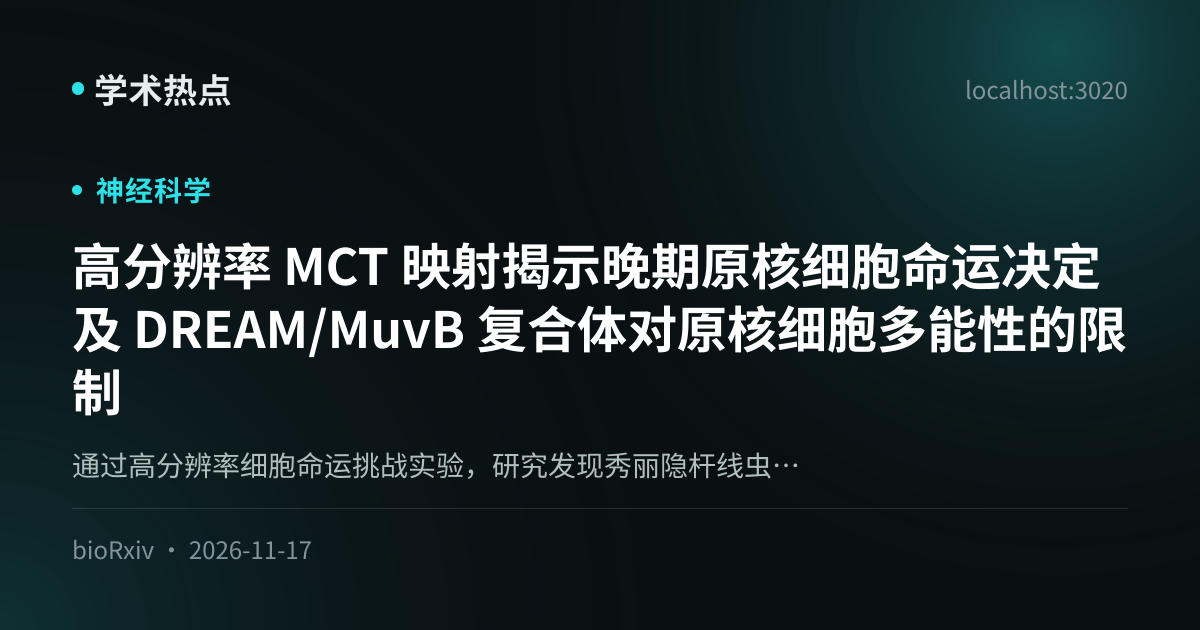 学术热点
localhost:3020
神经科学
高分辨率 MCT 映射揭示晚期原核细胞命运决定
及 DREAM/MuvB 复合体对原核细胞多能性的限
制
通过高分辨率细胞命运挑战实验，研究发现秀丽隐杆线虫…
bioRxiv • 2026-11-17